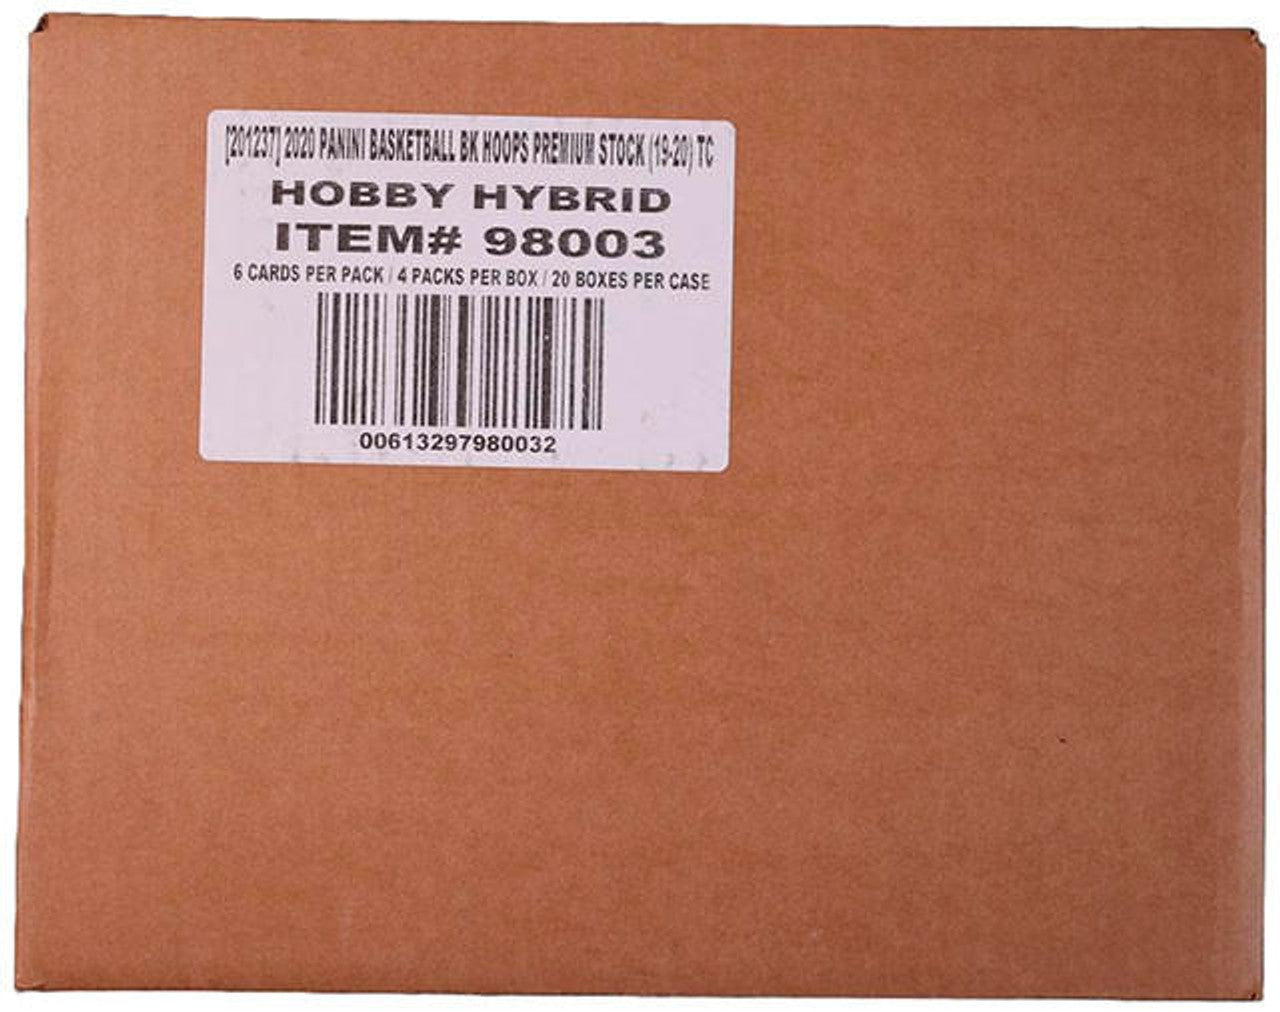 [201237] 2020 PANINI BASKETBALL BK HOOPS PREMIUM STOCK (19-20) TC
HOBBY HYBRID
ITEM# 98003
6 CARDS PER PACK / 4 PACKS PER BOX / 20 BOXES PER CASE
00613297980032